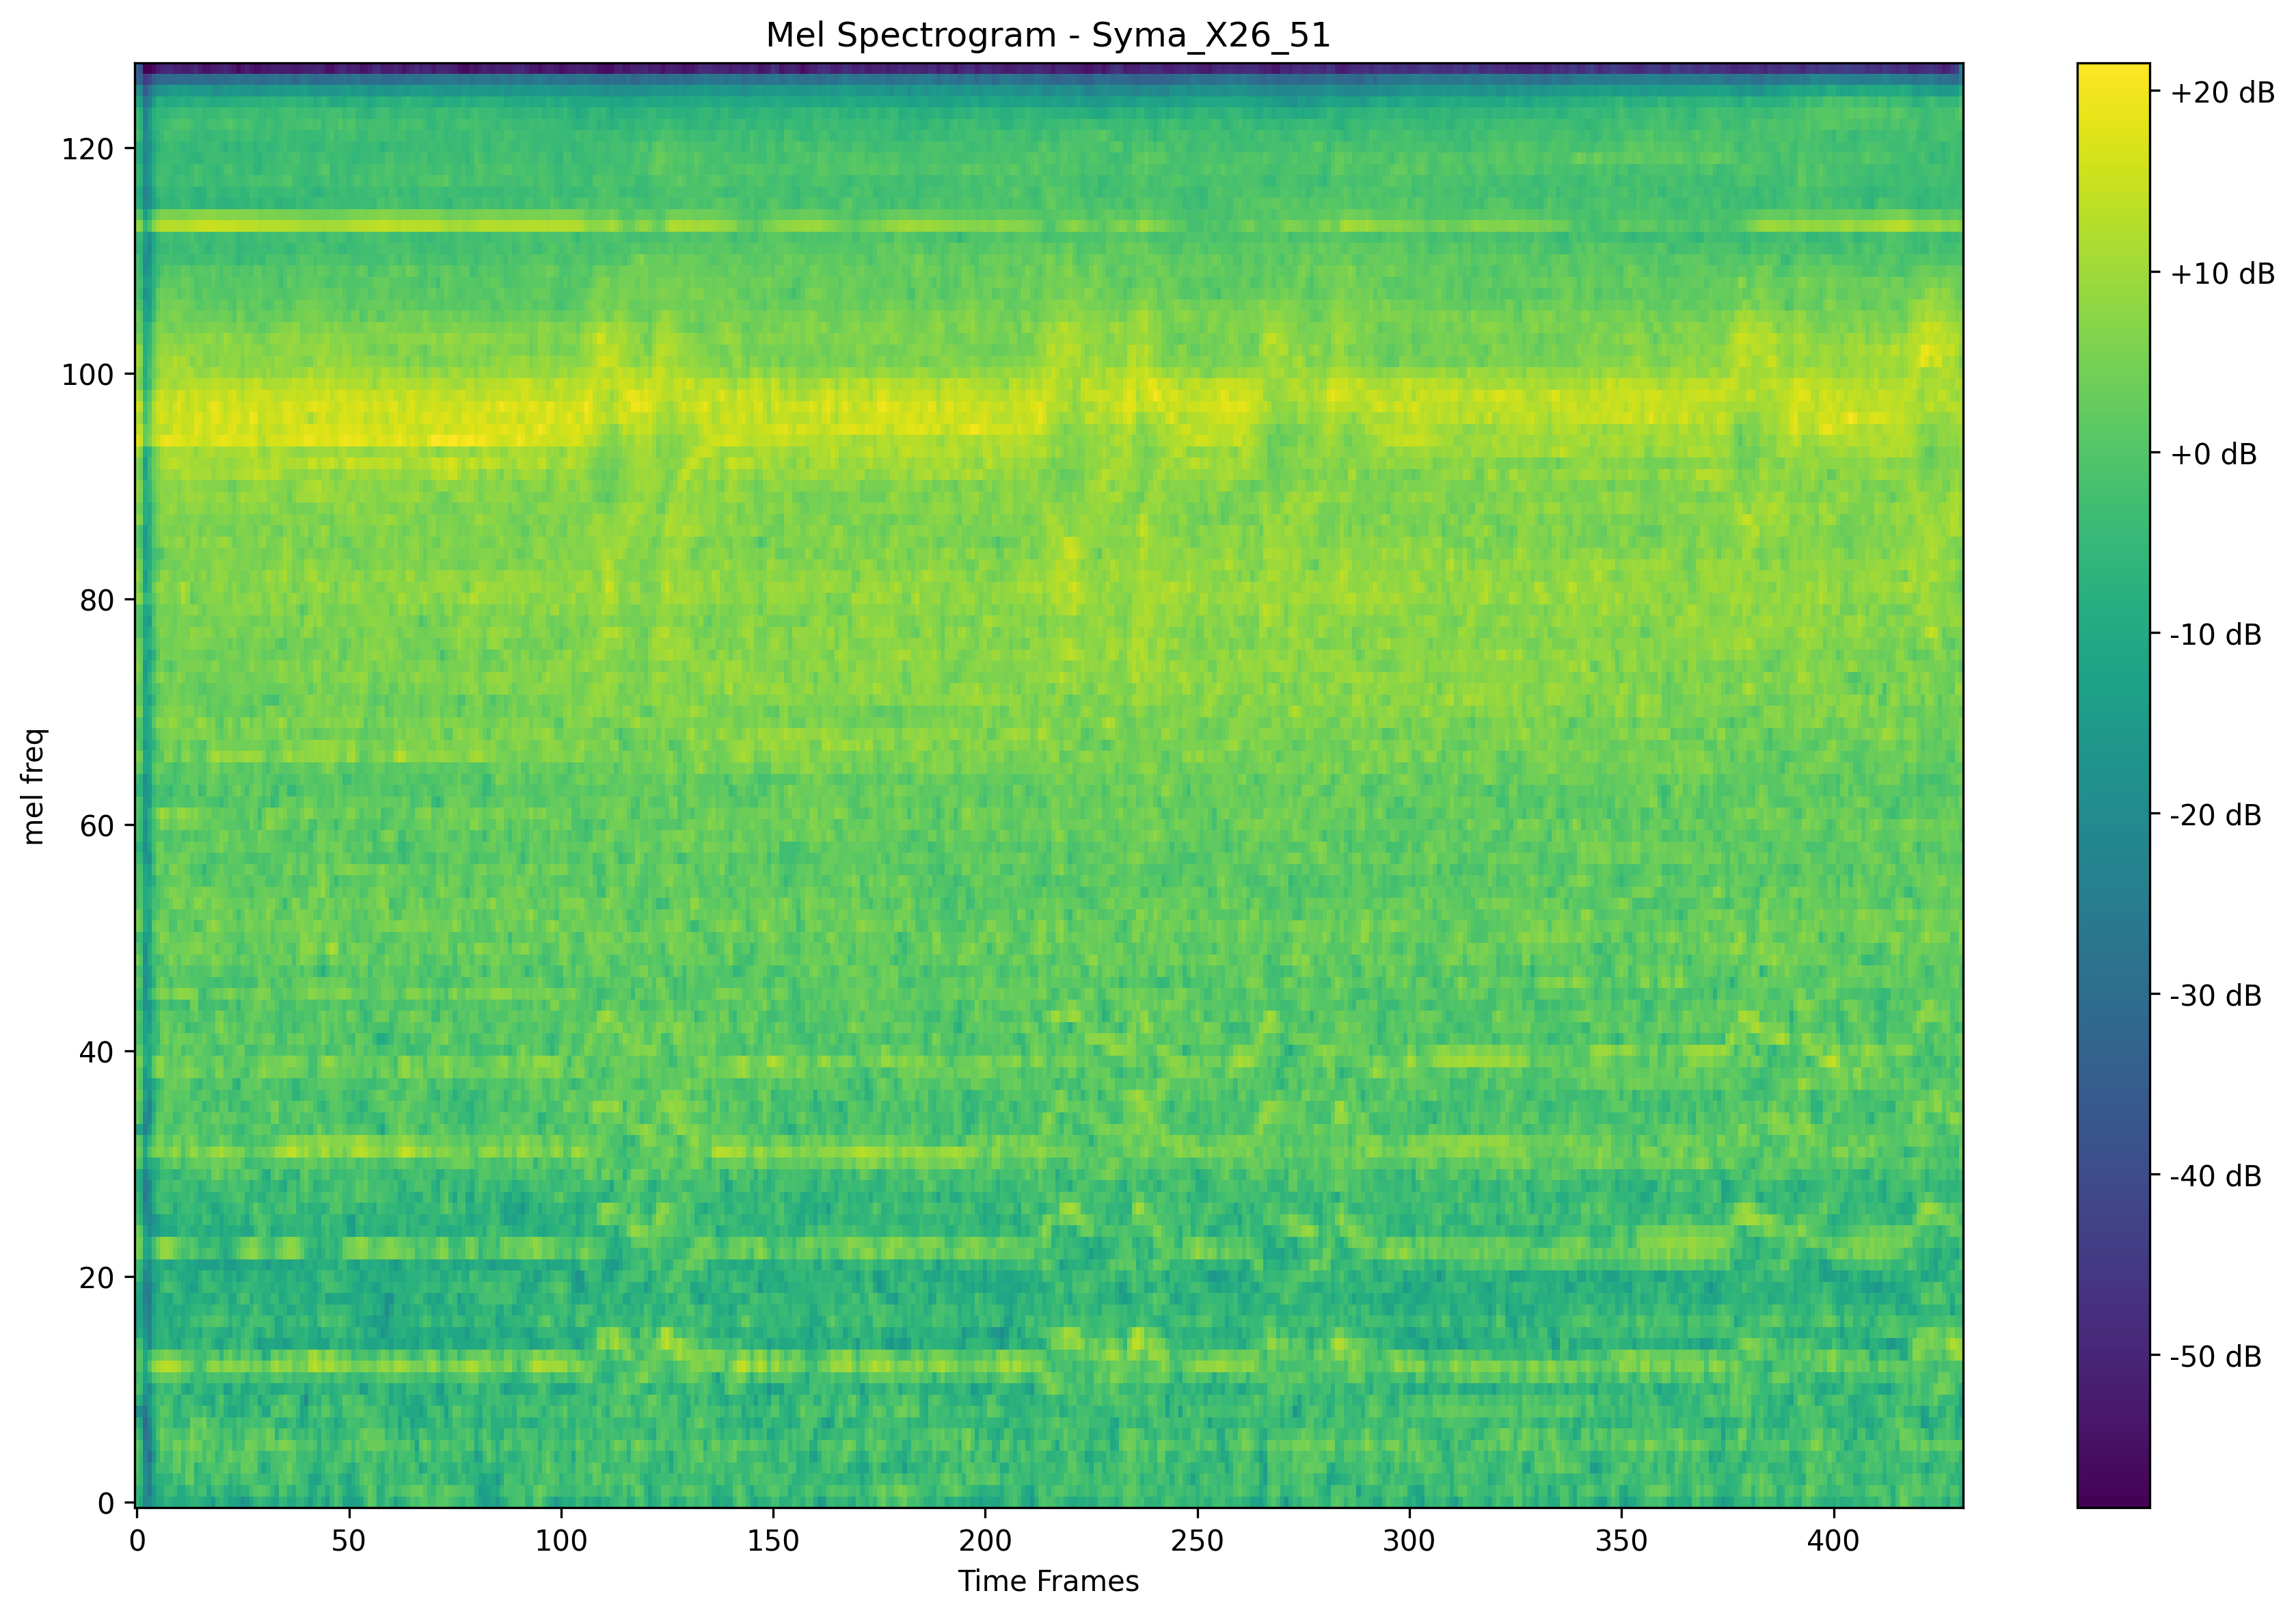 Mel Spectrogram - Syma_X26_51
mel freq
120
100
80
60
40
20
0
0 50 100 150 200 250 300 350 400
Time Frames
+20 dB
+10 dB
+0 dB
-10 dB
-20 dB
-30 dB
-40 dB
-50 dB